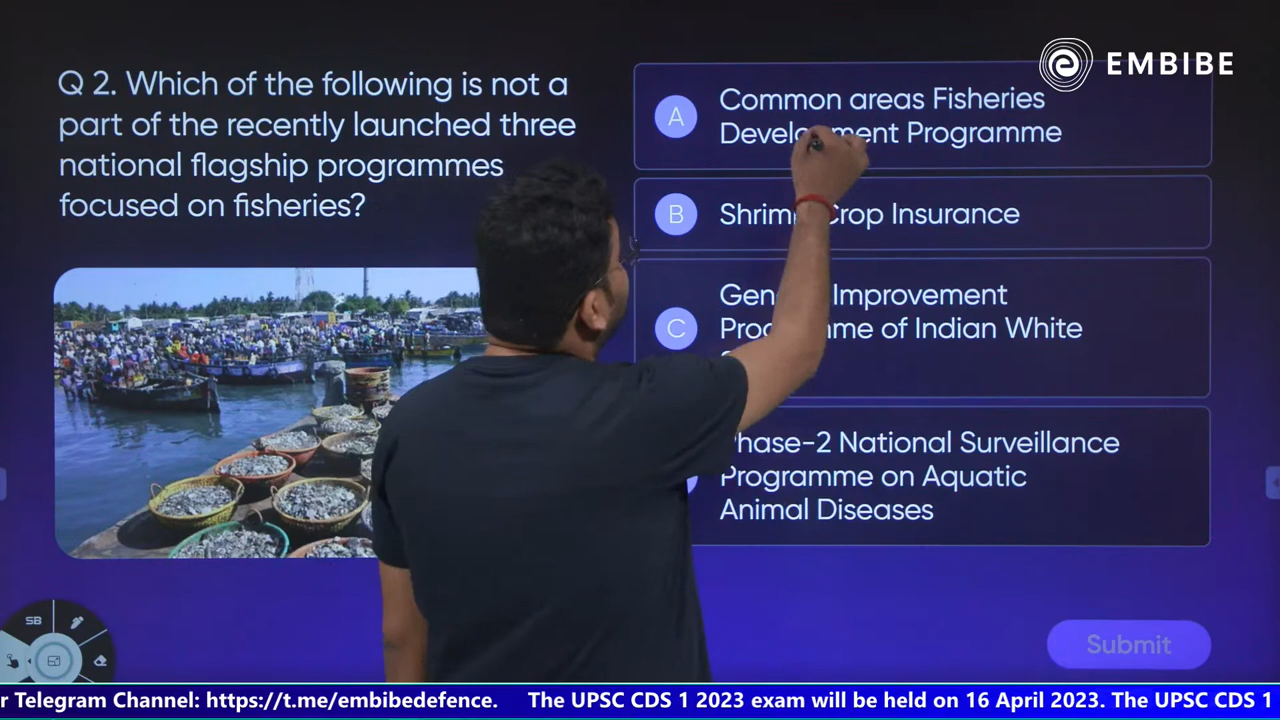 EMBIBE
Q 2. Which of the following is not a
part of the recently launched three
national flagship programmes
focused on fisheries?
A
Common areas Fisheries
Programme
B
Crop Insurance
C
Improvement
of Indian White
Phase-2 National Surveillance
Programme on Aquatic
Animal Diseases
SB
Submit
r Telegram Channel: https://t.me/embibedefence. The UPSC CDS 1 2023 exam will be held on 16 April 2023. The UPSC CDS 1